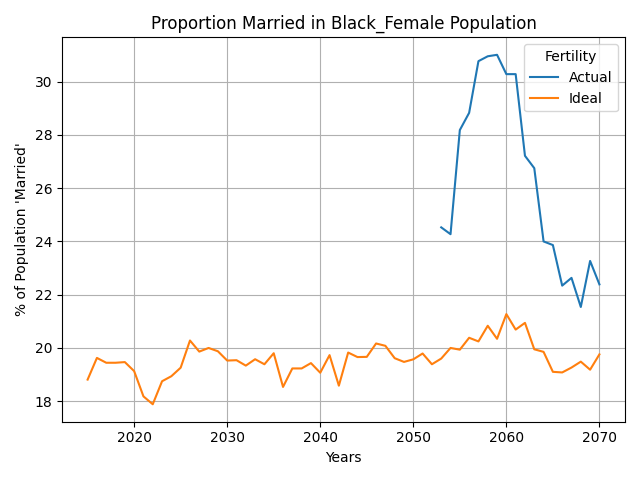 Proportion Married in Black_Female Population
% of Population 'Married'
30
28
26
24
22
20
18
Fertility
Actual
Ideal
2020 2030 2040 2050 2060 2070
Years